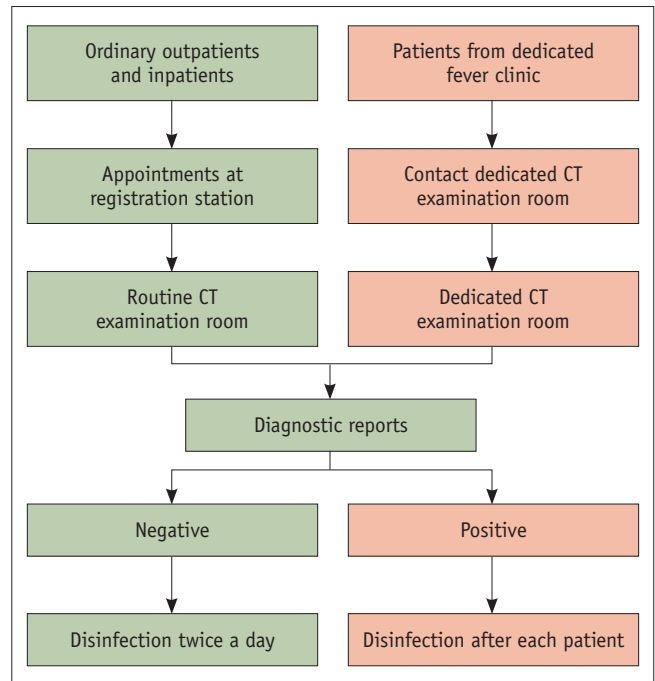 Ordinary outpatients
and inpatients
Patients from dedicated
fever clinic
Appointments at
registration station
Contact dedicated CT
examination room
Routine CT
examination room
Dedicated CT
examination room
Diagnostic reports
Negative
Positive
Disinfection twice a day
Disinfection after each patient